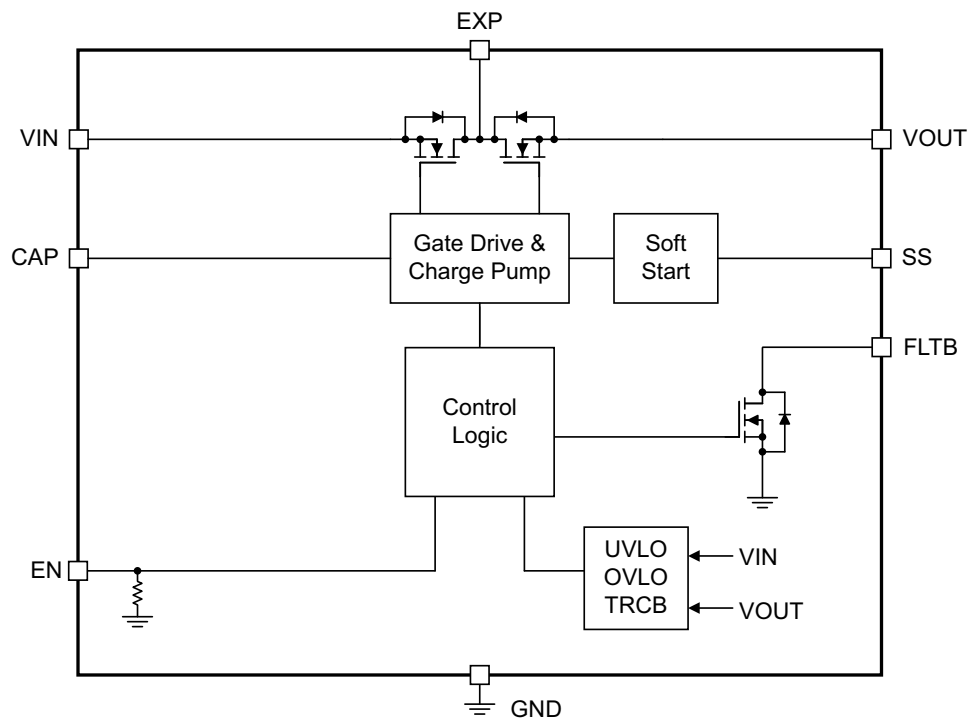 EXP
VIN
VOUT
CAP
Gate Drive &
Charge Pump
Soft
Start
SS
FLTB
Control
Logic
EN
UVLO
OVLO
TRCB
VIN
VOUT
GND